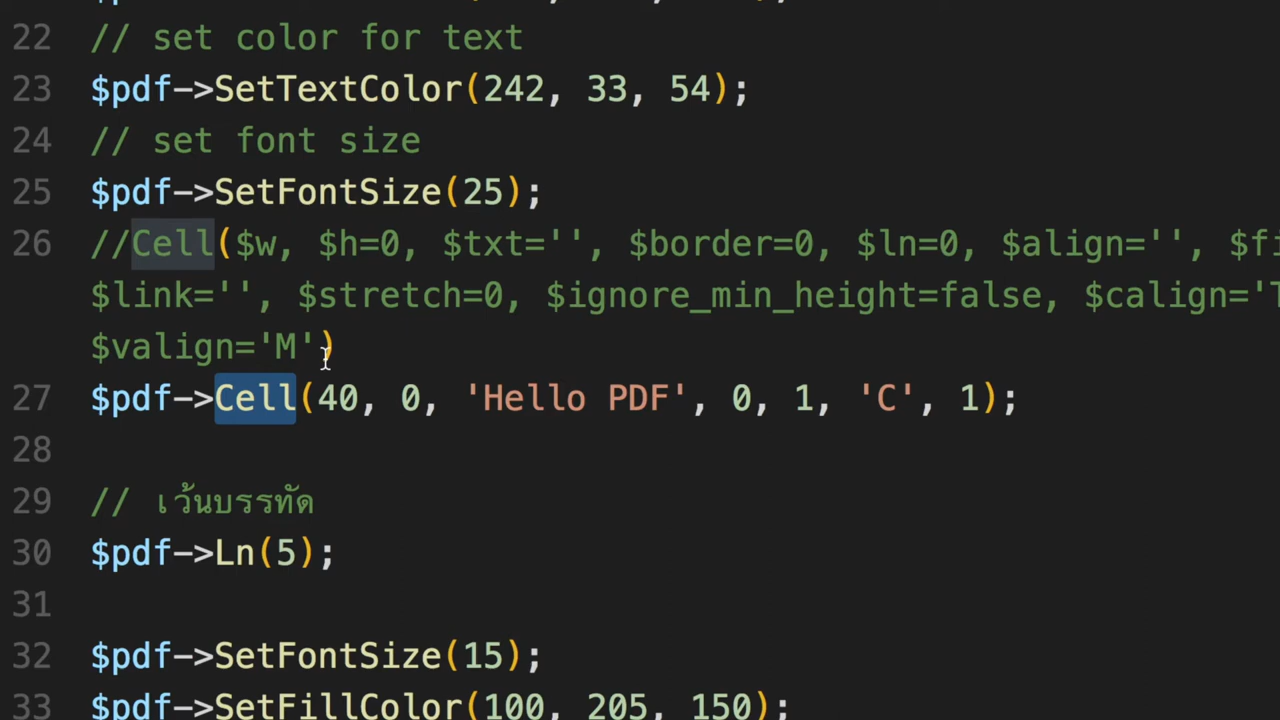 22 // set color for text
23 $pdf->SetTextColor(242, 33, 54);
24 // set font size
25 $pdf->SetFontSize(25);
26 //Cell($w, $h=0, $txt='', $border=0, $ln=0, $align='',
$link='', $stretch=0, $ignore_min_height=false, $calign='T
$valign='M')
27 $pdf->Cell(40, 0, 'Hello PDF', 0, 1, 'C', 1);
28
29 // เว้นบรรทัด
30 $pdf->Ln(5);
31
32 $pdf->SetFontSize(15);
33 $pdf->SetFillColor(100, 205, 150);